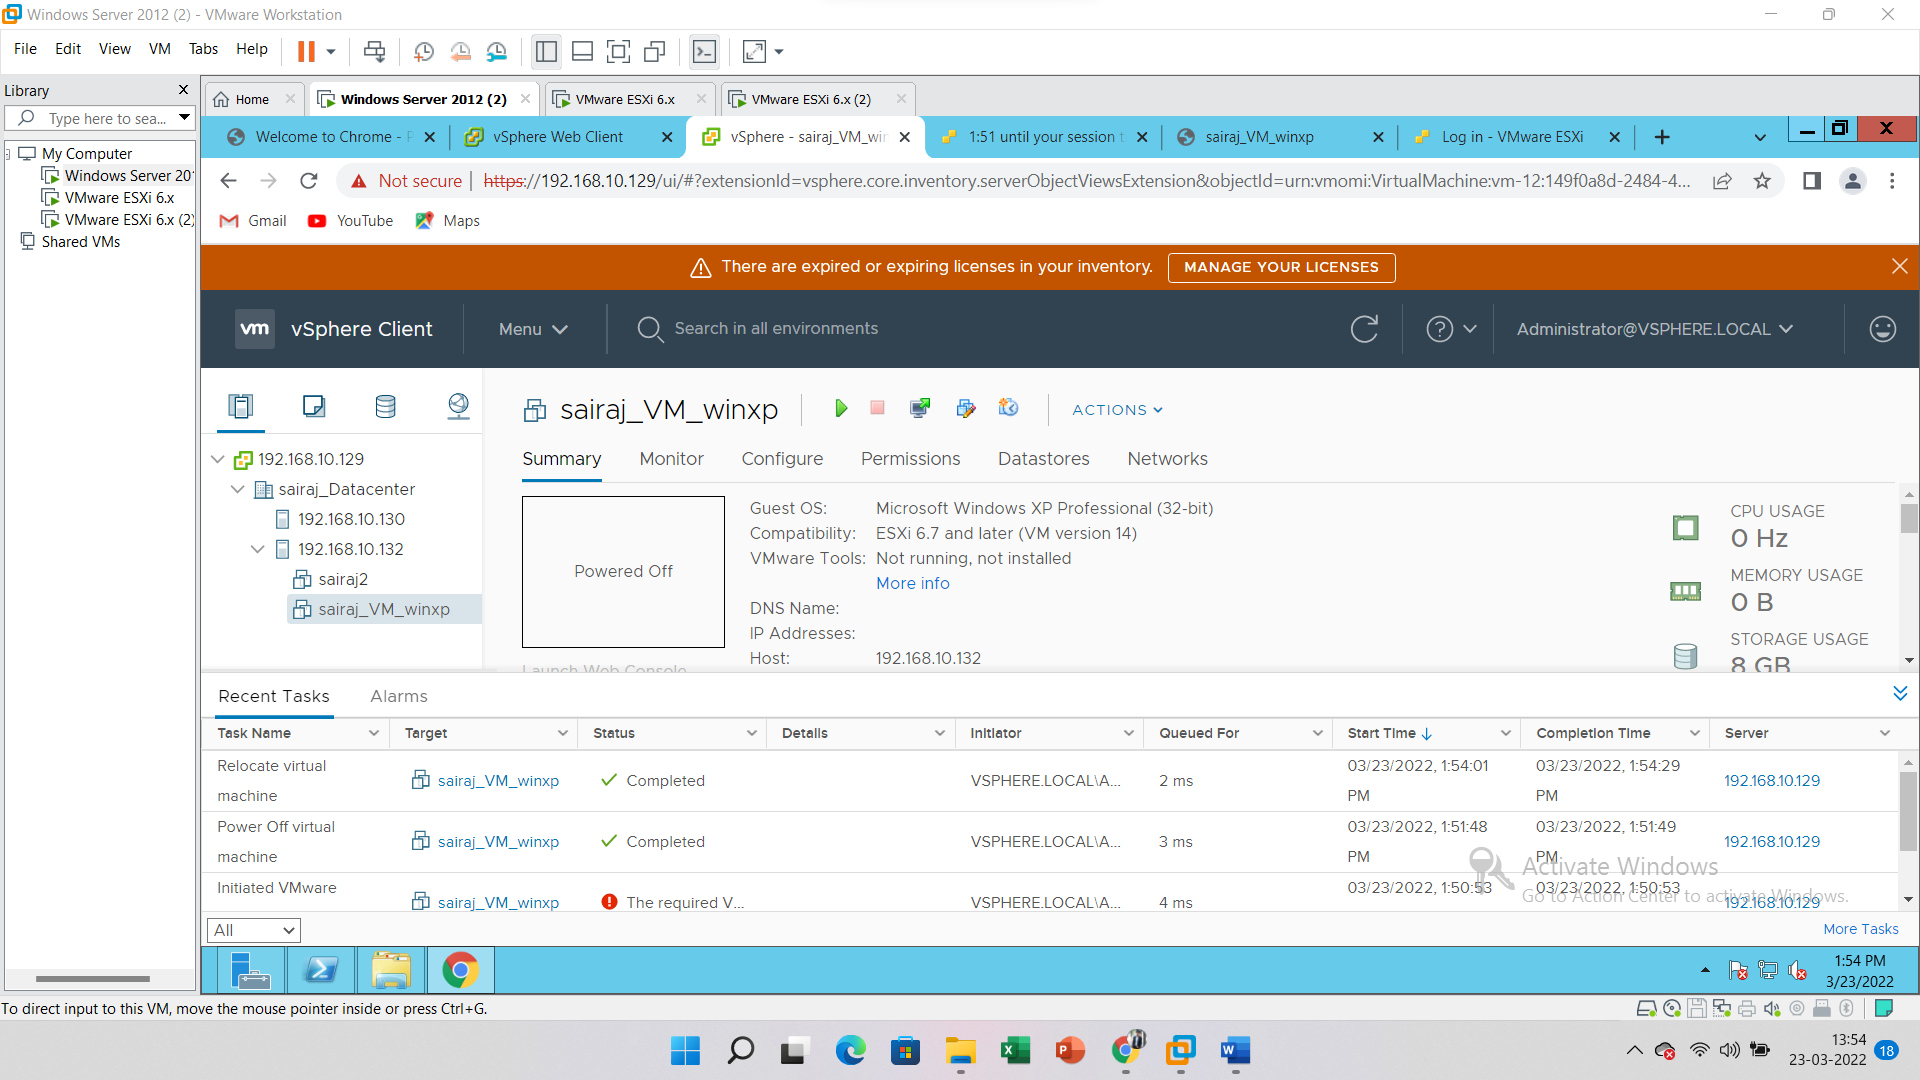 Windows Server 2012 (2) - VMware Workstation
File Edit View VM Tabs Help
Library
Type here to sea...
My Computer
Windows Server 20
VMware ESXi 6.x
VMware ESXi 6.x (2)
Shared VMs
Home
Windows Server 2012 (2)
VMware ESXi 6.x
VMware ESXi 6.x (2)
Welcome to Chrome -
vSphere Web Client
vSphere - sairaj_VM_wi
1:51 until your session
sairaj_VM_winxp
Log in - VMware ESXi
Not secure
https://192.168.10.129/ui/#?extensionId=vsphere.core.inventory.serverObjectViewsExtension&objectId=urn:vmomi:VirtualMachine:vm-12:149f0a8d-2484-4...
Gmail
YouTube
Maps
There are expired or expiring licenses in your inventory.
MANAGE YOUR LICENSES
vm
vSphere Client
Menu
Search in all environments
Administrator@VSPHERE.LOCAL
192.168.10.129
sairaj_Datacenter
192.168.10.130
192.168.10.132
sairaj2
sairaj_VM_winxp
sairaj_VM_winxp
ACTIONS
Summary Monitor Configure Permissions Datastores Networks
Powered Off
Launch Web Console
Guest OS: Microsoft Windows XP Professional (32-bit)
Compatibility: ESXi 6.7 and later (VM version 14)
VMware Tools: Not running, not installed
More info
DNS Name:
IP Addresses:
Host: 192.168.10.132
CPU USAGE
0 Hz
MEMORY USAGE
0 B
STORAGE USAGE
8 GB
Recent Tasks Alarms
Task Name Target Status Details Initiator Queued For Start Time Completion Time Server
Relocate virtual machine sairaj_VM_winxp Completed VSPHERE.LOCAL\A... 2 ms 03/23/2022, 1:54:01 PM 03/23/2022, 1:54:29 PM 192.168.10.129
Power Off virtual machine sairaj_VM_winxp Completed VSPHERE.LOCAL\A... 3 ms 03/23/2022, 1:51:48 PM 03/23/2022, 1:51:49 PM 192.168.10.129
Initiated VMware sairaj_VM_winxp The required V... VSPHERE.LOCAL\A... 4 ms 03/23/2022, 1:50:53 03/23/2022, 1:50:53 192.168.10.129
Activate Windows
Go to Action Center to activate Windows.
All
More Tasks
1:54 PM
3/23/2022
To direct input to this VM, move the mouse pointer inside or press Ctrl+G.
13:54
23-03-2022
18